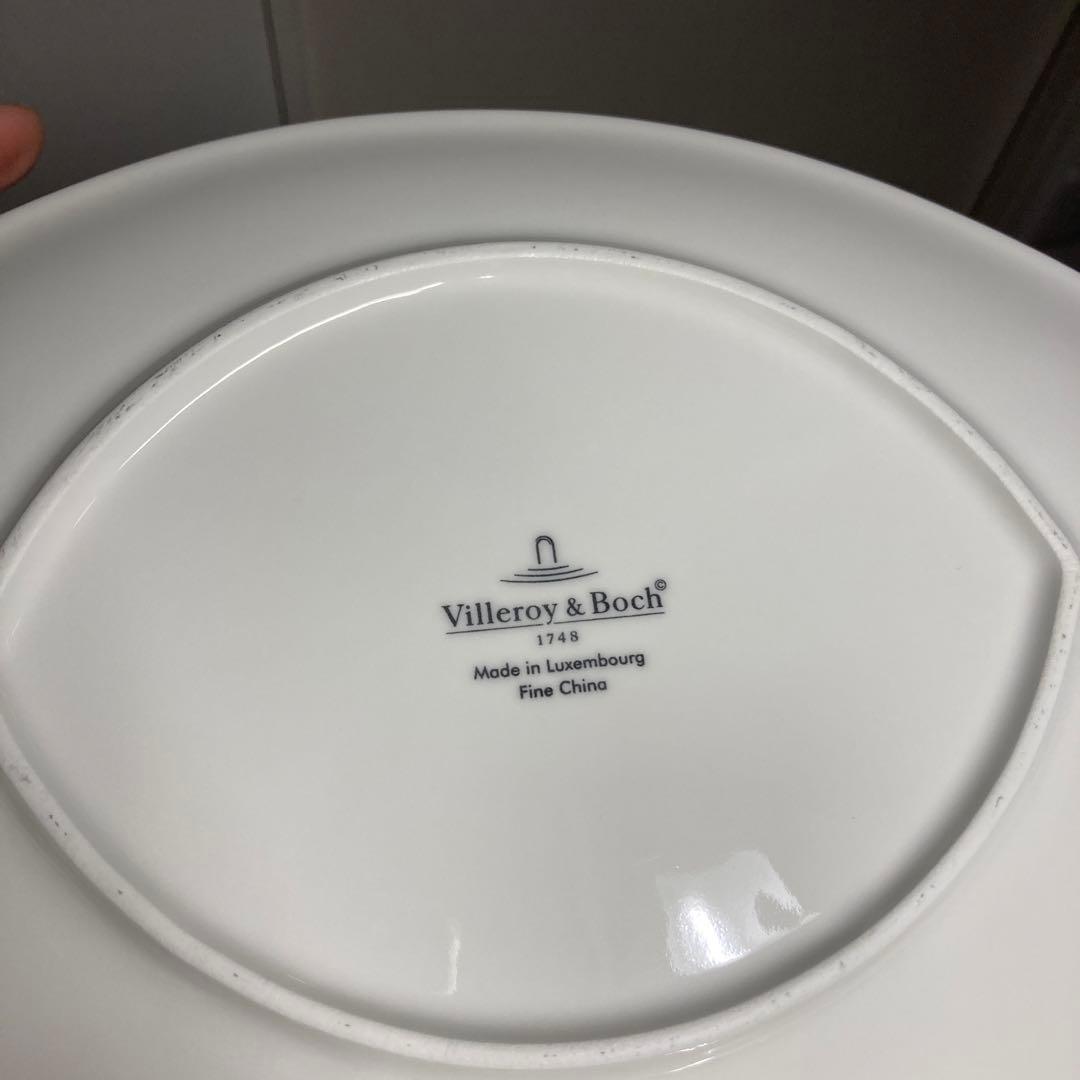 Villeroy & Boch©
1748
Made in Luxembourg
Fine China